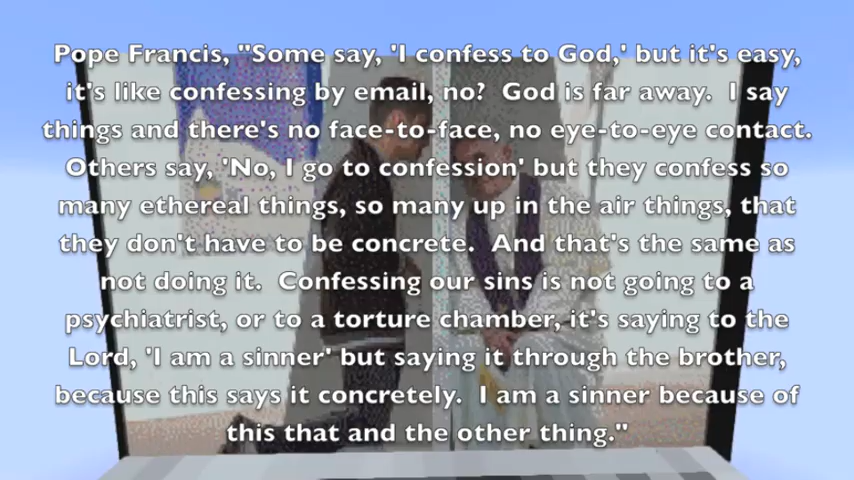 Pope Francis, "Some say, 'I confess to God,' but it's easy,
it's like confessing by email, no?  God is far away.  I say
things and there's no face-to-face, no eye-to-eye contact.
Others say, 'No, I go to confession' but they confess so
many ethereal things, so many up in the air things, that
they don't have to be concrete.  And that's the same as
not doing it.  Confessing our sins is not going to a
psychiatrist, or to a torture chamber, it's saying to the
Lord, 'I am a sinner' but saying it through the brother,
because this says it concretely.  I am a sinner because of
this that and the other thing."